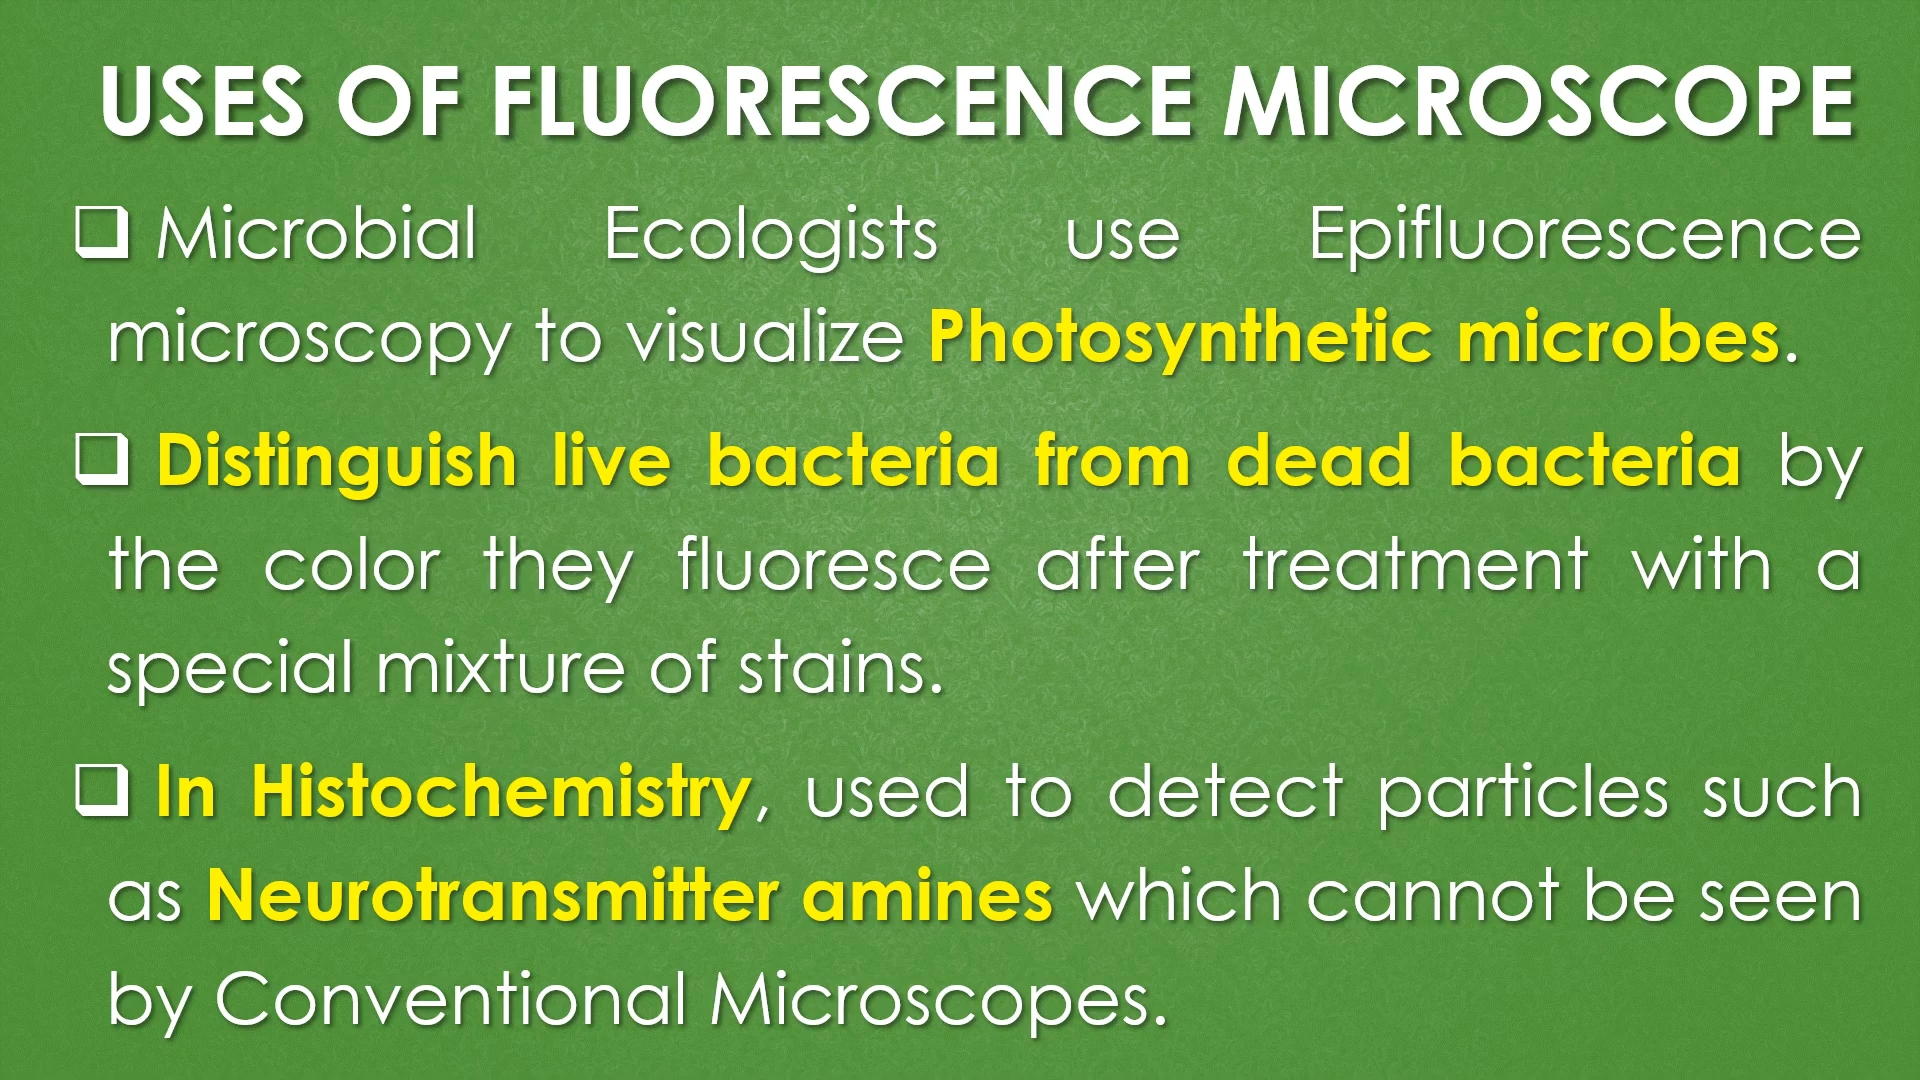 USES OF FLUORESCENCE MICROSCOPE
❑ Microbial Ecologists use Epifluorescence
microscopy to visualize Photosynthetic microbes.
❑ Distinguish live bacteria from dead bacteria by
the color they fluoresce after treatment with a
special mixture of stains.
❑ In Histochemistry, used to detect particles such
as Neurotransmitter amines which cannot be seen
by Conventional Microscopes.